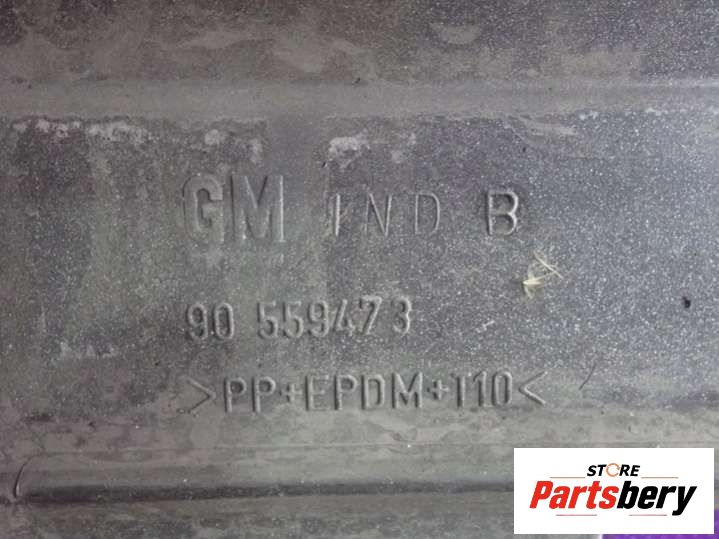 GM IND B
90 559473
>PP+EPDM+T10<
STORE
Partsbery